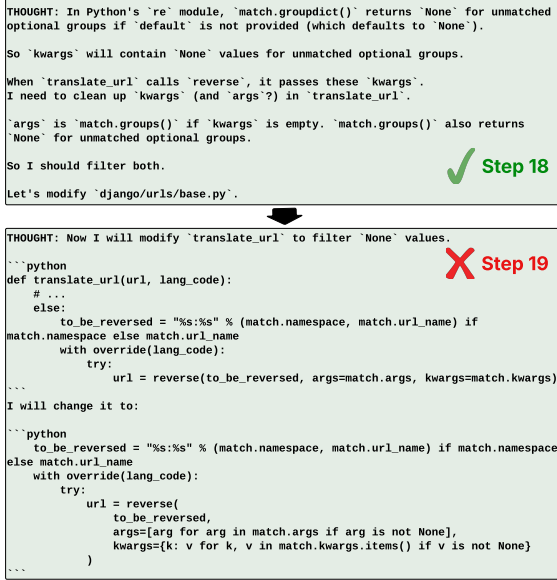 THOUGHT: In Python's `re` module, `match.groupdict()` returns `None` for unmatched
optional groups if `default` is not provided (which defaults to `None`).

So `kwargs` will contain `None` values for unmatched optional groups.

When `translate_url` calls `reverse`, it passes these `kwargs`.
I need to clean up `kwargs` (and `args`?) in `translate_url`.

`args` is `match.groups()` if `kwargs` is empty. `match.groups()` also returns
`None` for unmatched optional groups.

So I should filter both.
Step 18

Let's modify `django/urls/base.py`.

THOUGHT: Now I will modify `translate_url` to filter `None` values.
Step 19

```python
def translate_url(url, lang_code):
    # ...
    else:
        to_be_reversed = "%s:%s" % (match.namespace, match.url_name) if
match.namespace else match.url_name
        with override(lang_code):
            try:
                url = reverse(to_be_reversed, args=match.args, kwargs=match.kwargs)
```
I will change it to:

```python
    to_be_reversed = "%s:%s" % (match.namespace, match.url_name) if match.namespace
else match.url_name
    with override(lang_code):
        try:
            url = reverse(
                to_be_reversed,
                args=[arg for arg in match.args if arg is not None],
                kwargs={k: v for k, v in match.kwargs.items() if v is not None}
            )
```